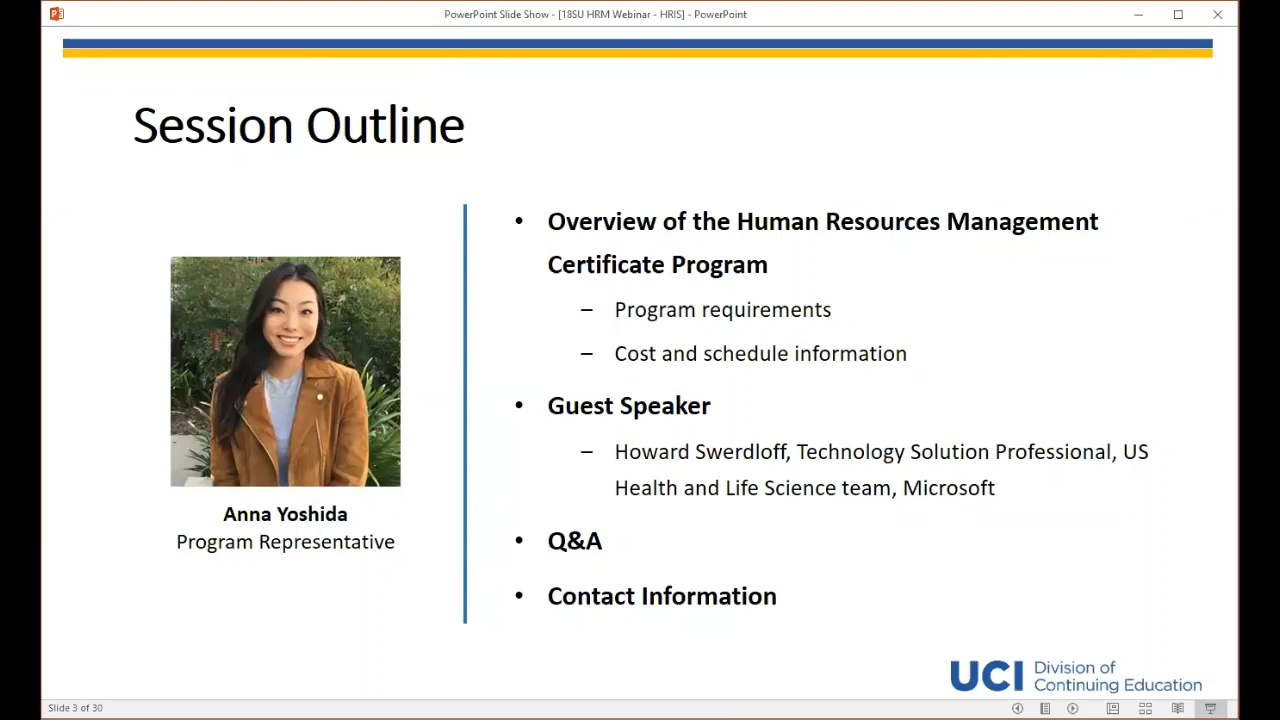 PowerPoint Slide Show - [18SU HRM Webinar - HRIS] - PowerPoint
Session Outline
Anna Yoshida
Program Representative
• Overview of the Human Resources Management
Certificate Program
– Program requirements
– Cost and schedule information
• Guest Speaker
– Howard Swerdloff, Technology Solution Professional, US
Health and Life Science team, Microsoft
• Q&A
• Contact Information
UCI Division of
Continuing Education
Slide 3 of 30